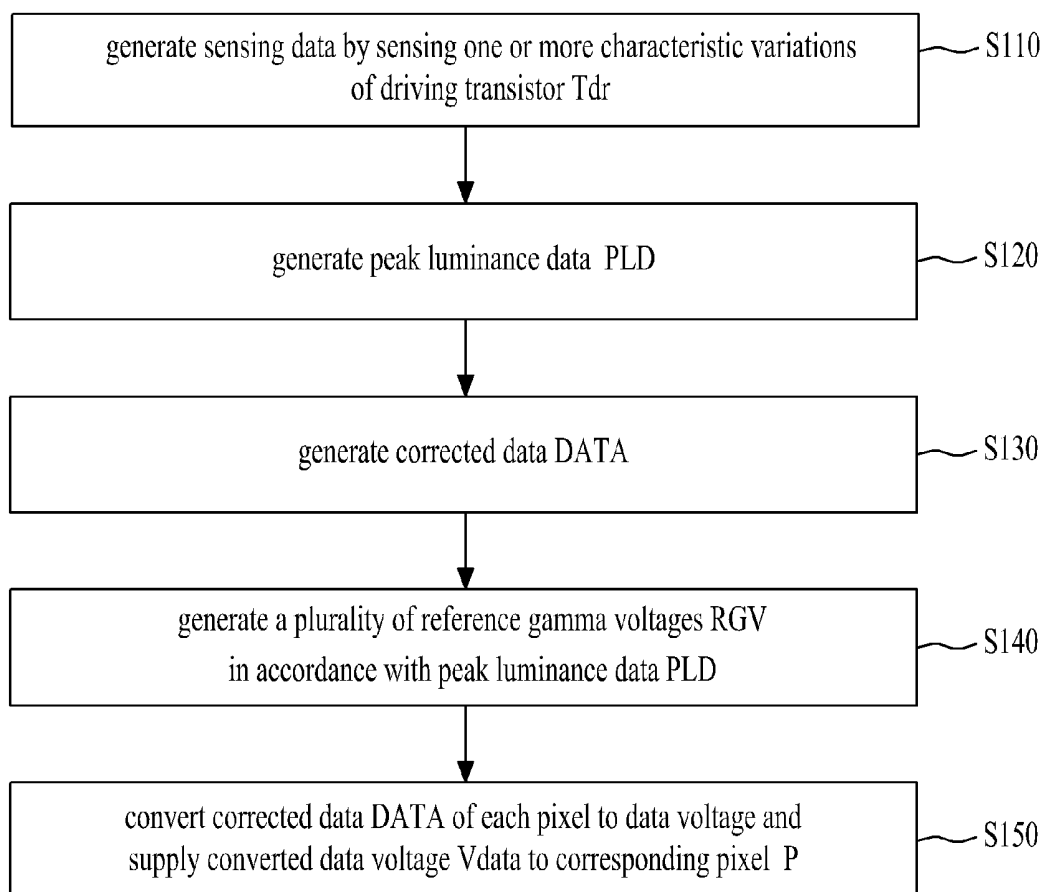 generate sensing data by sensing one or more characteristic variations
of driving transistor Tdr
S110
generate peak luminance data PLD
S120
generate corrected data DATA
S130
generate a plurality of reference gamma voltages RGV
in accordance with peak luminance data PLD
S140
convert corrected data DATA of each pixel to data voltage and
supply converted data voltage Vdata to corresponding pixel P
S150